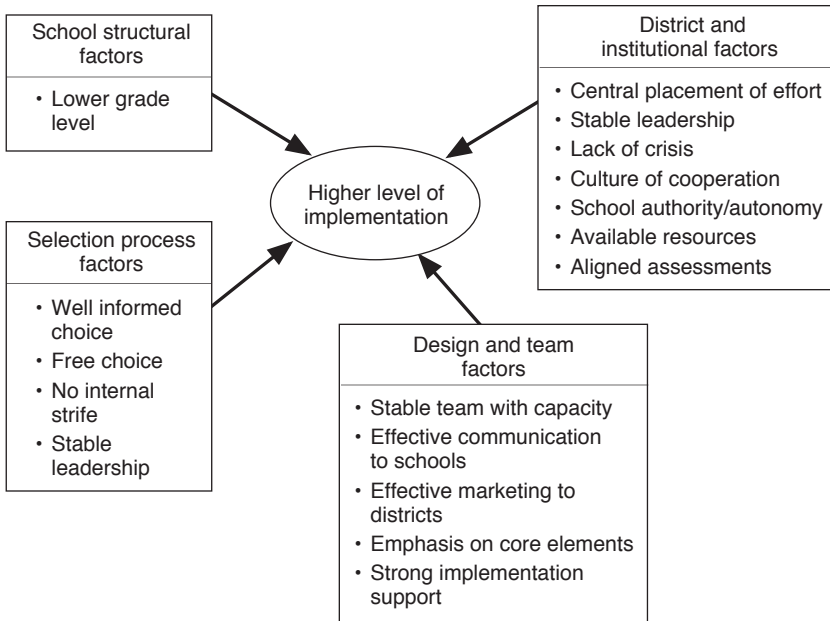 School structural
factors
• Lower grade
level
District and
institutional factors
• Central placement of effort
• Stable leadership
• Lack of crisis
• Culture of cooperation
• School authority/autonomy
• Available resources
• Aligned assessments
Higher level of
implementation
Selection process
factors
• Well informed
choice
• Free choice
• No internal
strife
• Stable
leadership
Design and team
factors
• Stable team with capacity
• Effective communication
to schools
• Effective marketing to
districts
• Emphasis on core elements
• Strong implementation
support